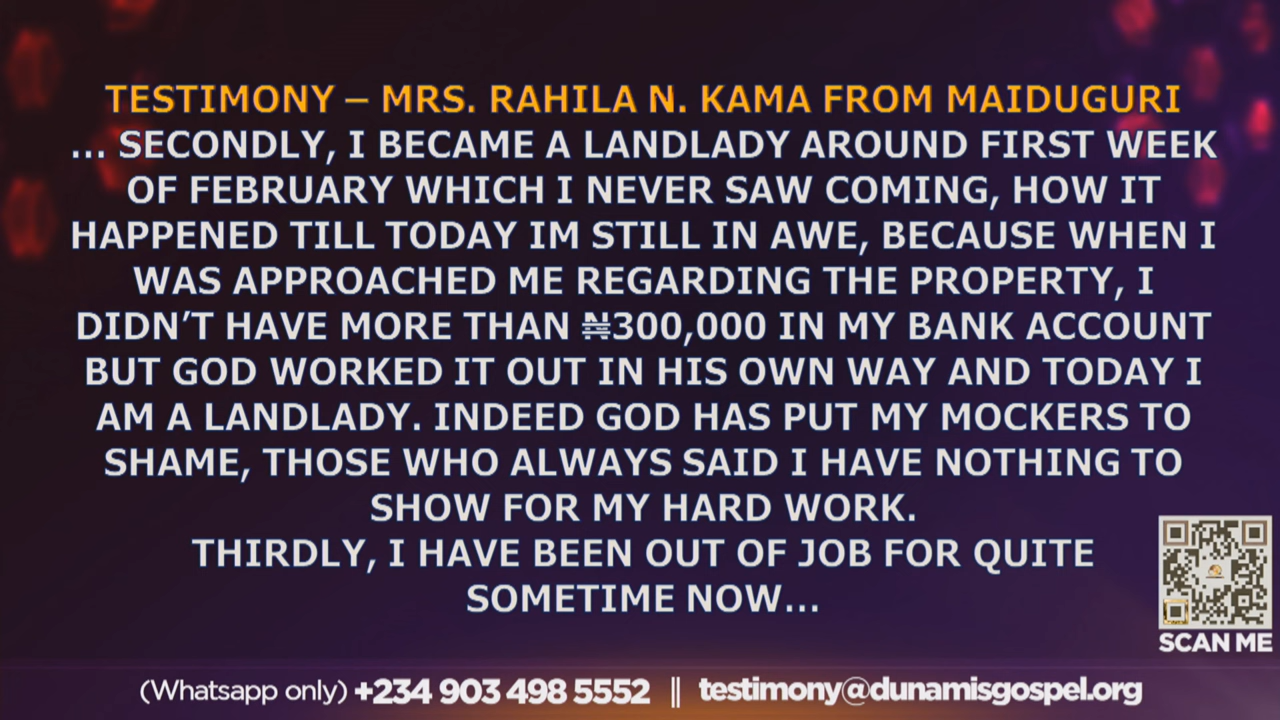 TESTIMONY – MRS. RAHILA N. KAMA FROM MAIDUGURI
... SECONDLY, I BECAME A LANDLADY AROUND FIRST WEEK
OF FEBRUARY WHICH I NEVER SAW COMING, HOW IT
HAPPENED TILL TODAY IM STILL IN AWE, BECAUSE WHEN I
WAS APPROACHED ME REGARDING THE PROPERTY, I
DIDN’T HAVE MORE THAN ₦300,000 IN MY BANK ACCOUNT
BUT GOD WORKED IT OUT IN HIS OWN WAY AND TODAY I
AM A LANDLADY. INDEED GOD HAS PUT MY MOCKERS TO
SHAME, THOSE WHO ALWAYS SAID I HAVE NOTHING TO
SHOW FOR MY HARD WORK.
THIRDLY, I HAVE BEEN OUT OF JOB FOR QUITE
SOMETIME NOW...
SCAN ME
(Whatsapp only) +234 903 498 5552 || testimony@dunamisgospel.org